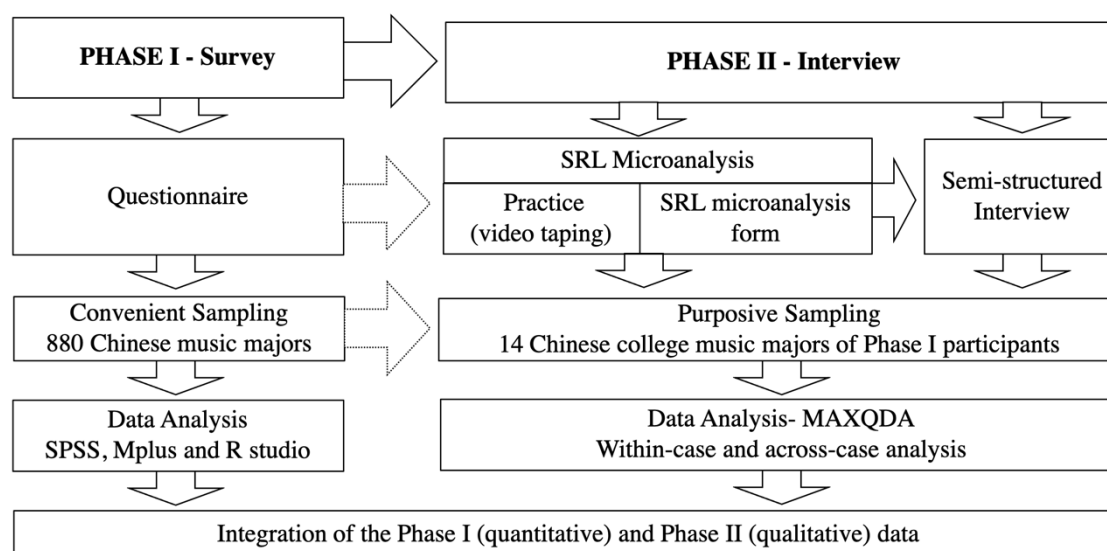 PHASE I - Survey
PHASE II - Interview
Questionnaire
SRL Microanalysis
Practice
(video taping)
SRL microanalysis
form
Semi-structured
Interview
Convenient Sampling
880 Chinese music majors
Purposive Sampling
14 Chinese college music majors of Phase I participants
Data Analysis
SPSS, Mplus and R studio
Data Analysis- MAXQDA
Within-case and across-case analysis
Integration of the Phase I (quantitative) and Phase II (qualitative) data